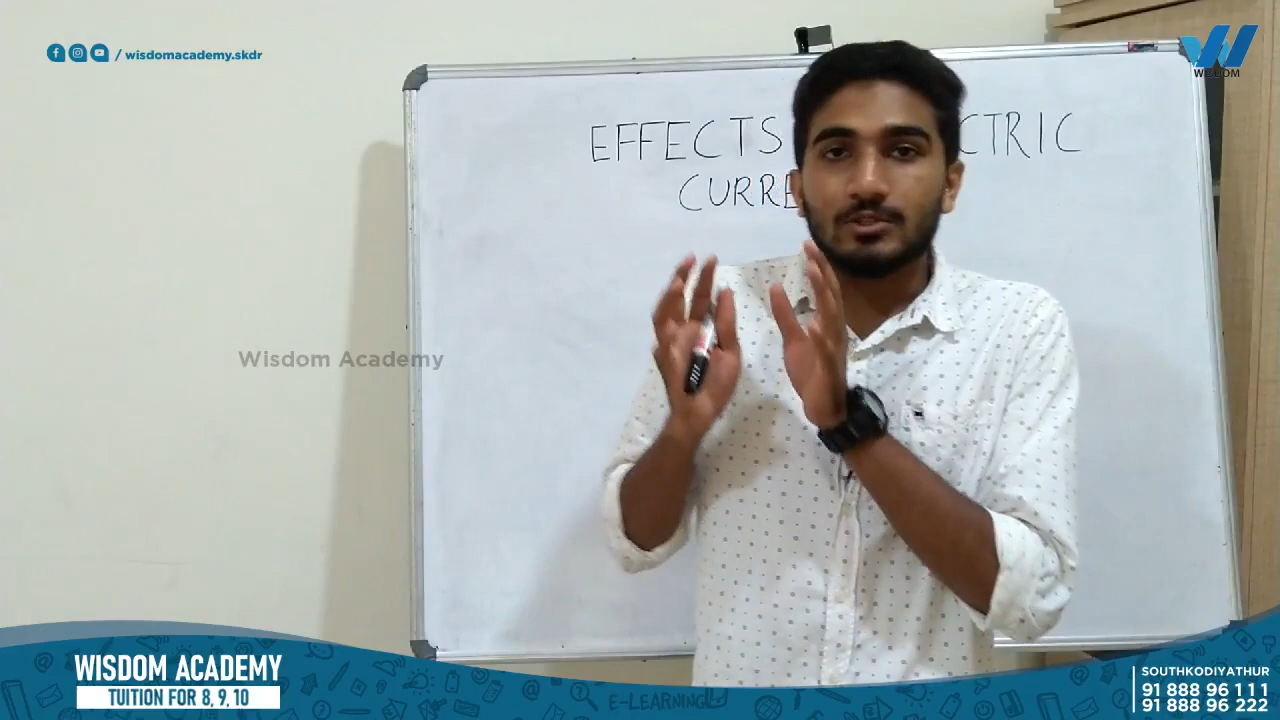 / wisdomacademy.skdr
W
WISDOM
EFFECTS CTRIC
CURRE
Wisdom Academy
WISDOM ACADEMY
TUITION FOR 8, 9, 10
E-LEARNING
SOUTHKODIYATHUR
91 888 96 111
91 888 96 222